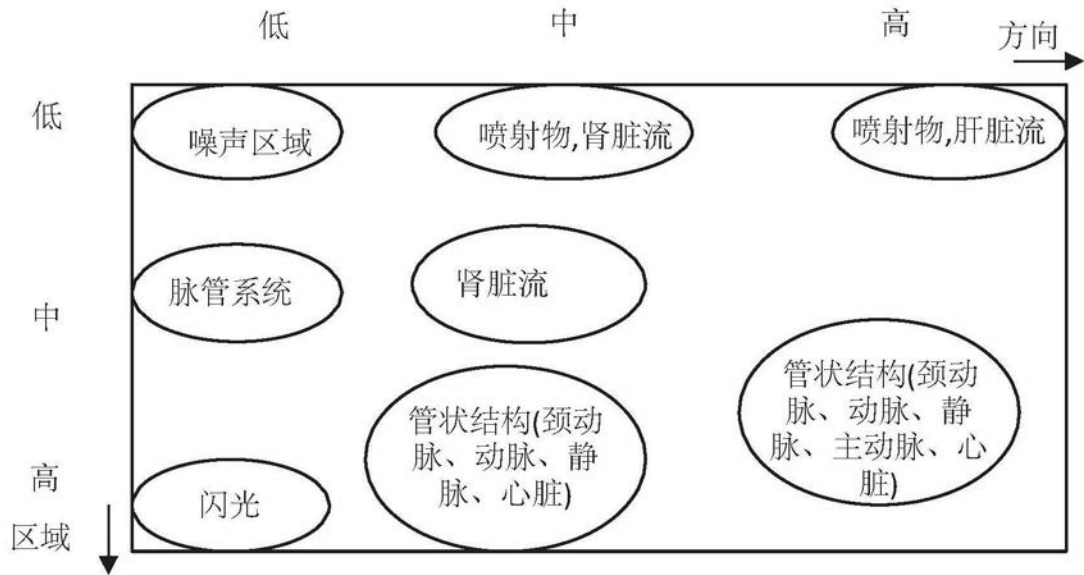 低 中 高
方向
低
噪声区域
喷射物,肾脏流
喷射物,肝脏流
脉管系统
肾脏流
中
管状结构(颈动
脉、动脉、静
脉、主动脉、心
脏)
管状结构(颈动
脉、动脉、静
脉、心脏)
高
闪光
区域